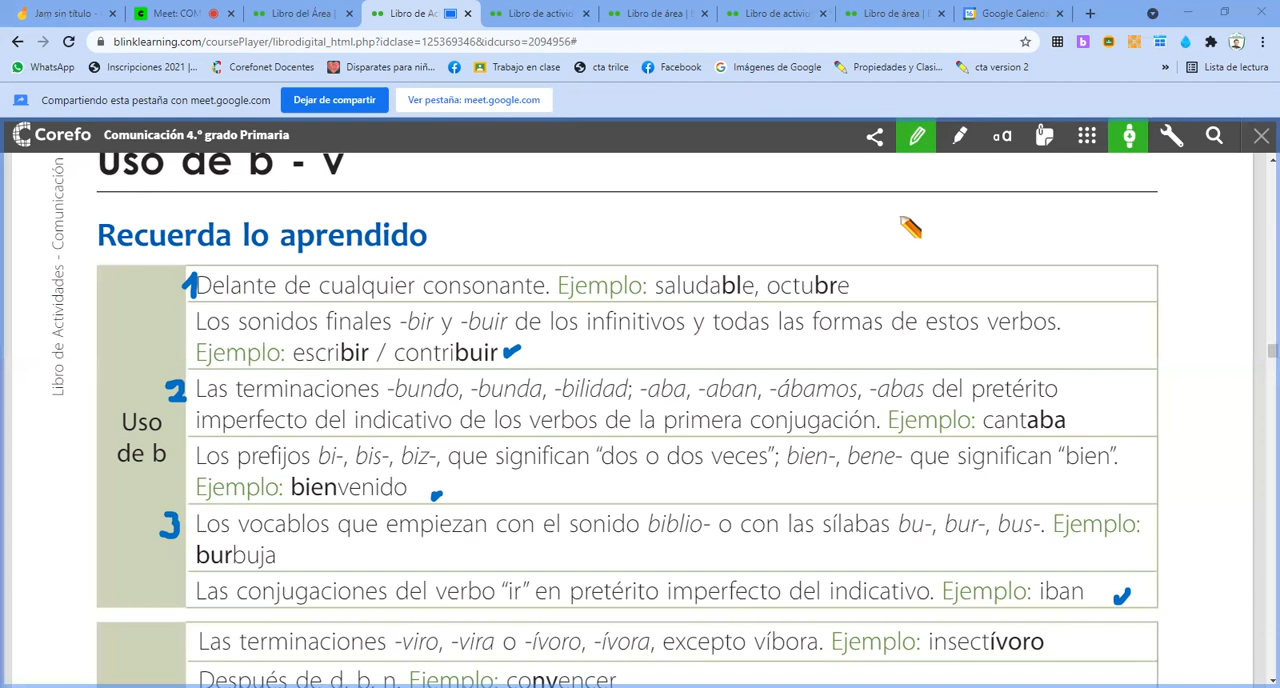 Jam sin título -
Meet: COM
Libro del Área |
Libro de Ac
Libro de activid
Libro de área | E
Libro de activid
Libro de área | E
Google Calenda
blinklearning.com/coursePlayer/librodigital_html.php?idclase=125369346&idcurso=2094956#
WhatsApp
Inscripciones 2021 |...
Corefonet Docentes
Disparates para niñ...
Trabajo en clase
cta trilce
Facebook
Imágenes de Google
Propiedades y Clasi...
cta version 2
»
Lista de lectura
Compartiendo esta pestaña con meet.google.com
Dejar de compartir
Ver pestaña: meet.google.com
Corefo
Comunicación 4.º grado Primaria
aa
Uso de b - v
Libro de Actividades - Comunicación
Recuerda lo aprendido
Uso
de b
1 Delante de cualquier consonante. Ejemplo: saludable, octubre
Los sonidos finales -bir y -buir de los infinitivos y todas las formas de estos verbos.
Ejemplo: escribir / contribuir
2 Las terminaciones -bundo, -bunda, -bilidad; -aba, -aban, -ábamos, -abas del pretérito
imperfecto del indicativo de los verbos de la primera conjugación. Ejemplo: cantaba
Los prefijos bi-, bis-, biz-, que significan “dos o dos veces”; bien-, bene- que significan “bien”.
Ejemplo: bienvenido
3 Los vocablos que empiezan con el sonido biblio- o con las sílabas bu-, bur-, bus-. Ejemplo:
burbuja
Las conjugaciones del verbo “ir” en pretérito imperfecto del indicativo. Ejemplo: iban
Las terminaciones -viro, -vira o -ívoro, -ívora, excepto víbora. Ejemplo: insectívoro
Después de d, b, n. Ejemplo: convencer